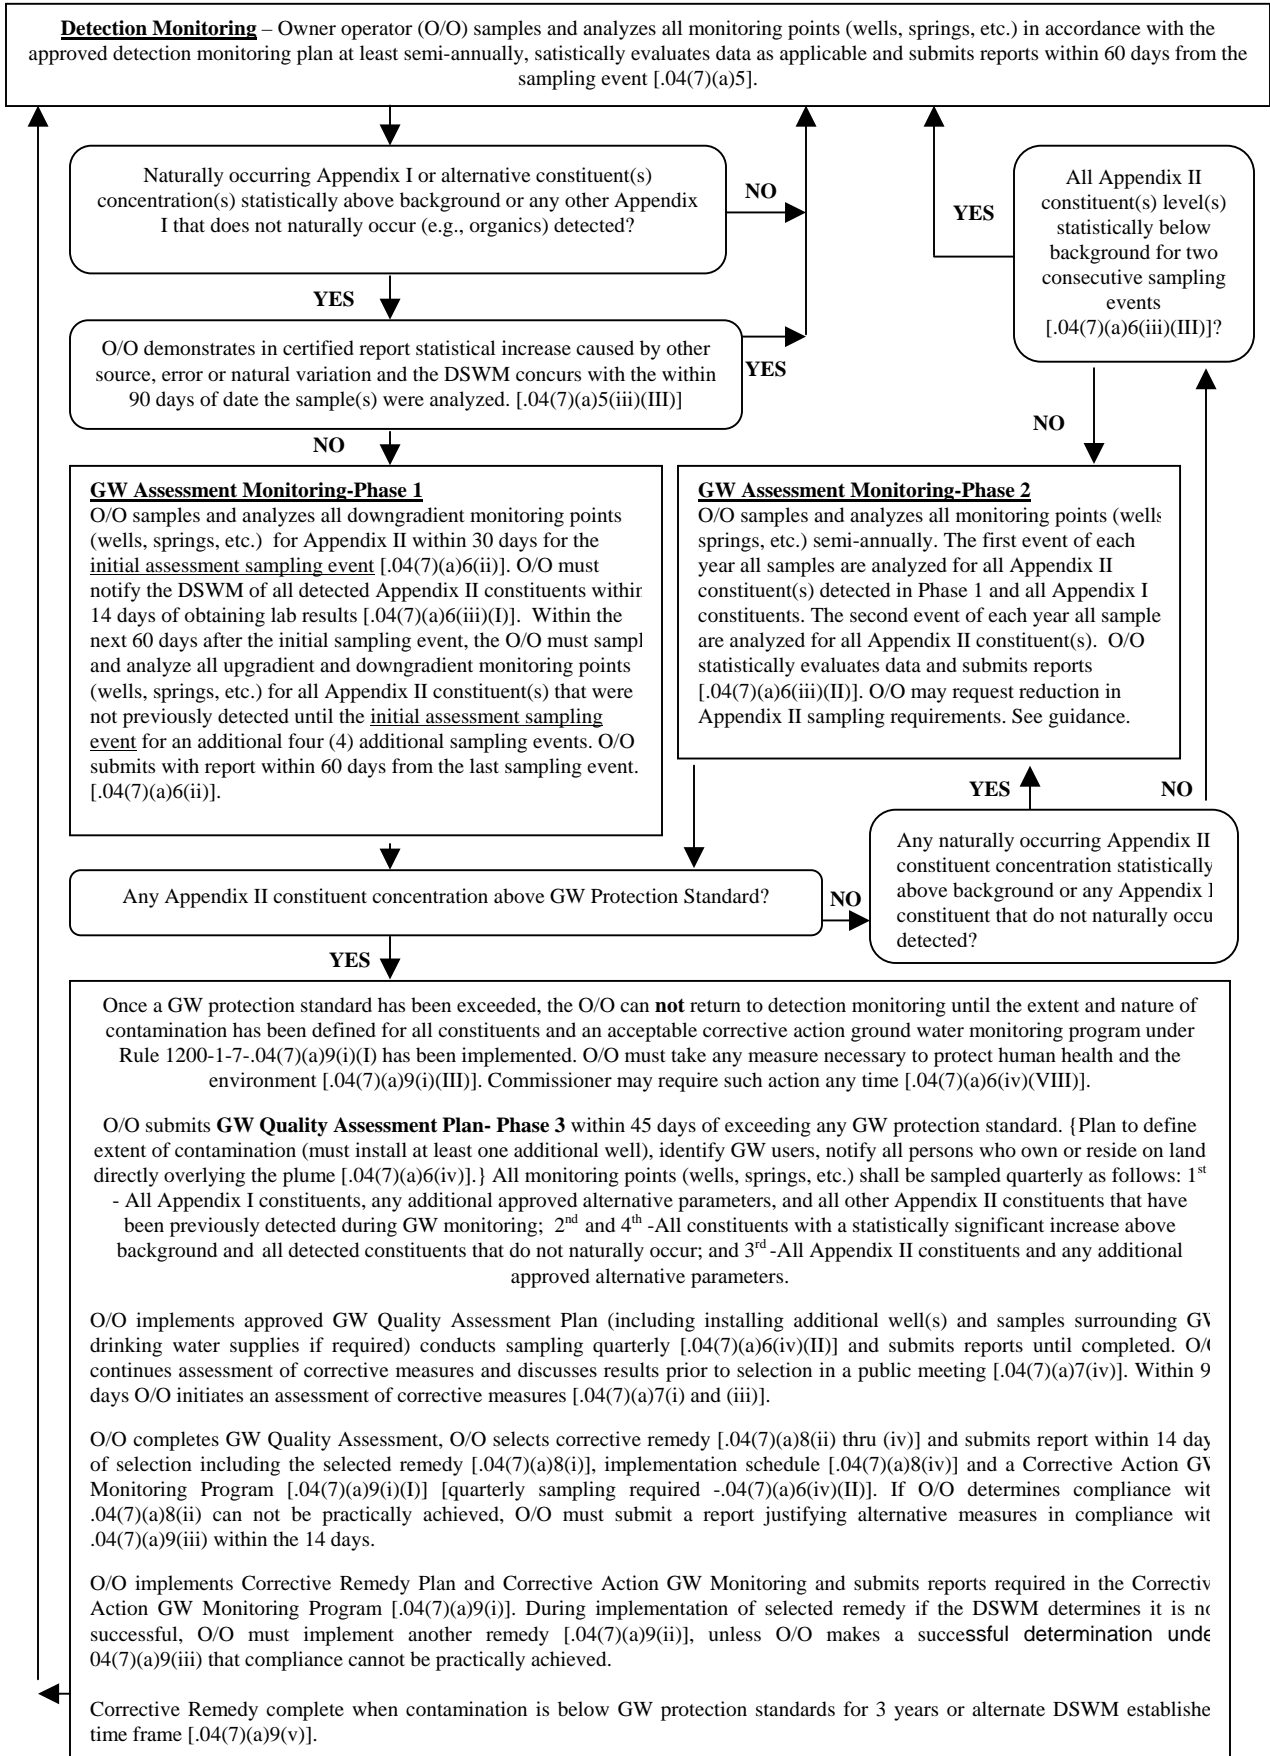 Detection Monitoring – Owner operator (O/O) samples and analyzes all monitoring points (wells, springs, etc.) in accordance with the
approved detection monitoring plan at least semi-annually, satistically evaluates data as applicable and submits reports within 60 days from the
sampling event [.04(7)(a)5].
Naturally occurring Appendix I or alternative constituent(s)
concentration(s) statistically above background or any other Appendix
I that does not naturally occur (e.g., organics) detected?
NO
YES
All Appendix II
constituent(s) level(s)
statistically below
background for two
consecutive sampling
events
[.04(7)(a)6(iii)(III)]?
YES
O/O demonstrates in certified report statistical increase caused by other
source, error or natural variation and the DSWM concurs with the within
90 days of date the sample(s) were analyzed. [.04(7)(a)5(iii)(III)]
YES
NO
NO
GW Assessment Monitoring-Phase 1
O/O samples and analyzes all downgradient monitoring points
(wells, springs, etc.)  for Appendix II within 30 days for the
initial assessment sampling event [.04(7)(a)6(ii)]. O/O must
notify the DSWM of all detected Appendix II constituents within
14 days of obtaining lab results [.04(7)(a)6(iii)(I)].  Within the
next 60 days after the initial sampling event, the O/O must sampl
and analyze all upgradient and downgradient monitoring points
(wells, springs, etc.) for all Appendix II constituent(s) that were
not previously detected until the initial assessment sampling
event for an additional four (4) additional sampling events. O/O
submits with report within 60 days from the last sampling event.
[.04(7)(a)6(ii)].
GW Assessment Monitoring-Phase 2
O/O samples and analyzes all monitoring points (wells
springs, etc.) semi-annually. The first event of each
year all samples are analyzed for all Appendix II
constituent(s) detected in Phase 1 and all Appendix I
constituents. The second event of each year all sample
are analyzed for all Appendix II constituent(s).  O/O
statistically evaluates data and submits reports
[.04(7)(a)6(iii)(II)]. O/O may request reduction in
Appendix II sampling requirements. See guidance.
YES
NO
Any Appendix II constituent concentration above GW Protection Standard?
NO
Any naturally occurring Appendix II
constituent concentration statistically
above background or any Appendix I
constituent that do not naturally occu
detected?
YES
Once a GW protection standard has been exceeded, the O/O can not return to detection monitoring until the extent and nature of
contamination has been defined for all constituents and an acceptable corrective action ground water monitoring program under
Rule 1200-1-7-.04(7)(a)9(i)(I) has been implemented. O/O must take any measure necessary to protect human health and the
environment [.04(7)(a)9(i)(III)]. Commissioner may require such action any time [.04(7)(a)6(iv)(VIII)].
O/O submits GW Quality Assessment Plan- Phase 3 within 45 days of exceeding any GW protection standard. {Plan to define
extent of contamination (must install at least one additional well), identify GW users, notify all persons who own or reside on land
directly overlying the plume [.04(7)(a)6(iv)].} All monitoring points (wells, springs, etc.) shall be sampled quarterly as follows: 1st
- All Appendix I constituents, any additional approved alternative parameters, and all other Appendix II constituents that have
been previously detected during GW monitoring;  2nd and 4th -All constituents with a statistically significant increase above
background and all detected constituents that do not naturally occur; and 3rd -All Appendix II constituents and any additional
approved alternative parameters.
O/O implements approved GW Quality Assessment Plan (including installing additional well(s) and samples surrounding GW
drinking water supplies if required) conducts sampling quarterly [.04(7)(a)6(iv)(II)] and submits reports until completed. O/O
continues assessment of corrective measures and discusses results prior to selection in a public meeting [.04(7)(a)7(iv)]. Within 9
days O/O initiates an assessment of corrective measures [.04(7)(a)7(i) and (iii)].
O/O completes GW Quality Assessment, O/O selects corrective remedy [.04(7)(a)8(ii) thru (iv)] and submits report within 14 day
of selection including the selected remedy [.04(7)(a)8(i)], implementation schedule [.04(7)(a)8(iv)] and a Corrective Action GW
Monitoring Program [.04(7)(a)9(i)(I)] [quarterly sampling required -.04(7)(a)6(iv)(II)]. If O/O determines compliance wit
.04(7)(a)8(ii) can not be practically achieved, O/O must submit a report justifying alternative measures in compliance wit
.04(7)(a)9(iii) within the 14 days.
O/O implements Corrective Remedy Plan and Corrective Action GW Monitoring and submits reports required in the Correctiv
Action GW Monitoring Program [.04(7)(a)9(i)]. During implementation of selected remedy if the DSWM determines it is no
successful, O/O must implement another remedy [.04(7)(a)9(ii)], unless O/O makes a successful determination unde
04(7)(a)9(iii) that compliance cannot be practically achieved.
Corrective Remedy complete when contamination is below GW protection standards for 3 years or alternate DSWM establishe
time frame [.04(7)(a)9(v)].